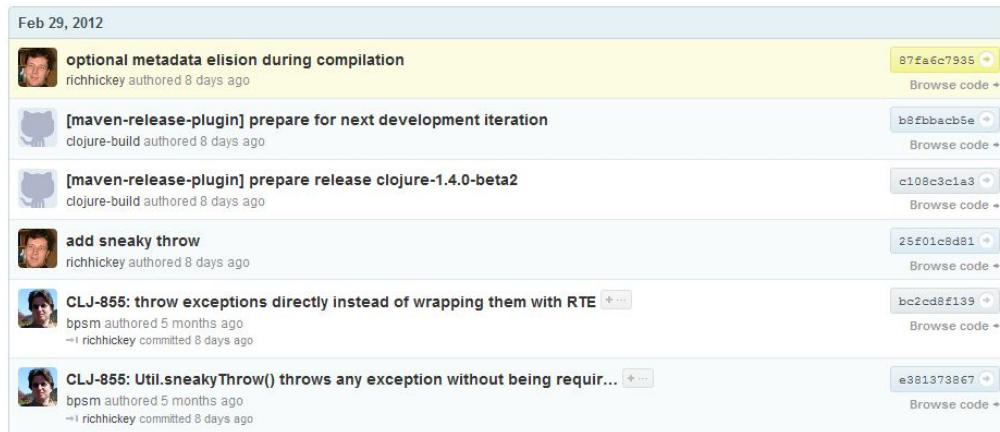 Feb 29, 2012
optional metadata elision during compilation
87fa6c7935
richhickey authored 8 days ago
Browse code
[maven-release-plugin] prepare for next development iteration
b8fbbacb5e
clojure-build authored 8 days ago
Browse code
[maven-release-plugin] prepare release clojure-1.4.0-beta2
c108c3c1a3
clojure-build authored 8 days ago
Browse code
add sneaky throw
25f01c8d81
richhickey authored 8 days ago
Browse code
CLJ-855: throw exceptions directly instead of wrapping them with RTE
bc2cd8f139
bpsm authored 5 months ago
Browse code
richhickey committed 8 days ago
CLJ-855: Util.sneakyThrow() throws any exception without being requir...
e381373867
bpsm authored 5 months ago
Browse code
richhickey committed 8 days ago